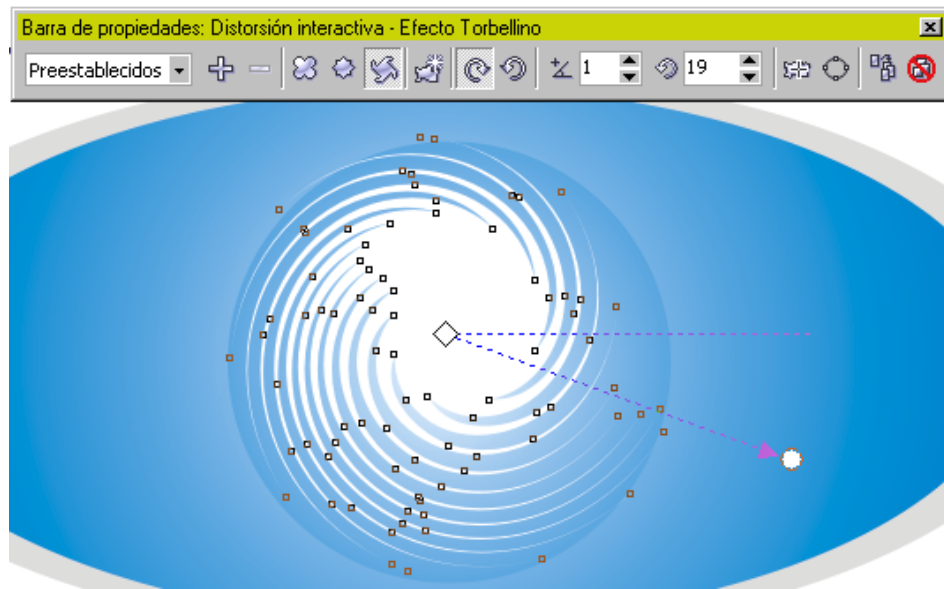 Barra de propiedades: Distorsión interactiva - Efecto Torbellino
Preestablecidos 1 19